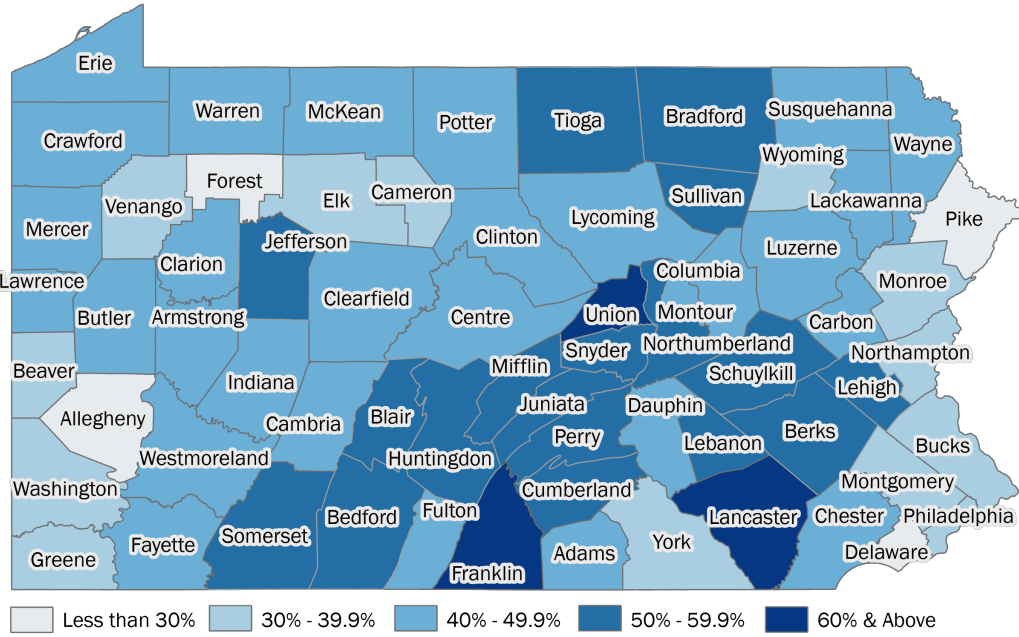 Erie
Warren
McKean
Potter
Tioga
Bradford
Susquehanna
Wayne
Crawford
Wyoming
Forest
Venango
Elk
Cameron
Sullivan
Lackawanna
Pike
Mercer
Jefferson
Clinton
Lycoming
Luzerne
Clarion
Columbia
Monroe
Lawrence
Clearfield
Butler
Armstrong
Centre
Union
Montour
Carbon
Snyder
Northumberland
Northampton
Mifflin
Schuylkill
Beaver
Indiana
Lehigh
Allegheny
Cambria
Blair
Juniata
Dauphin
Perry
Lebanon
Berks
Bucks
Westmoreland
Huntingdon
Washington
Cumberland
Montgomery
Fulton
Bedford
Lancaster
Chester
Philadelphia
Somerset
Greene
Fayette
York
Adams
Delaware
Franklin
Less than 30%
30% - 39.9%
40% - 49.9%
50% - 59.9%
60% & Above